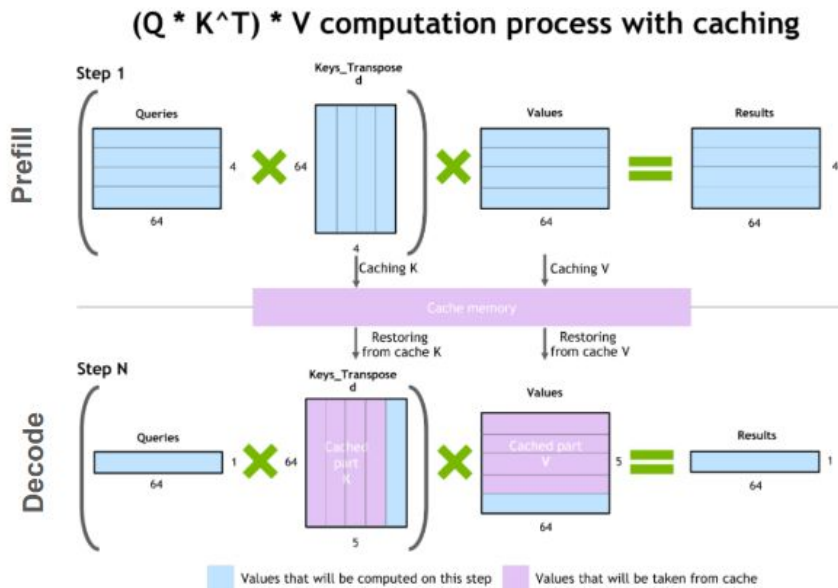 (Q * K^T) * V computation process with caching
Step 1
Prefill
Queries
4
64
Keys_Transpose
d
64
4
Values
64
Results
4
64
Caching K
Caching V
Cache memory
Restoring
from cache K
Restoring
from cache V
Step N
Decode
Queries
1
64
Keys_Transpose
d
64
Cached
part
K
5
Values
Cached part
V
5
64
Results
1
64
Values that will be computed on this step
Values that will be taken from cache